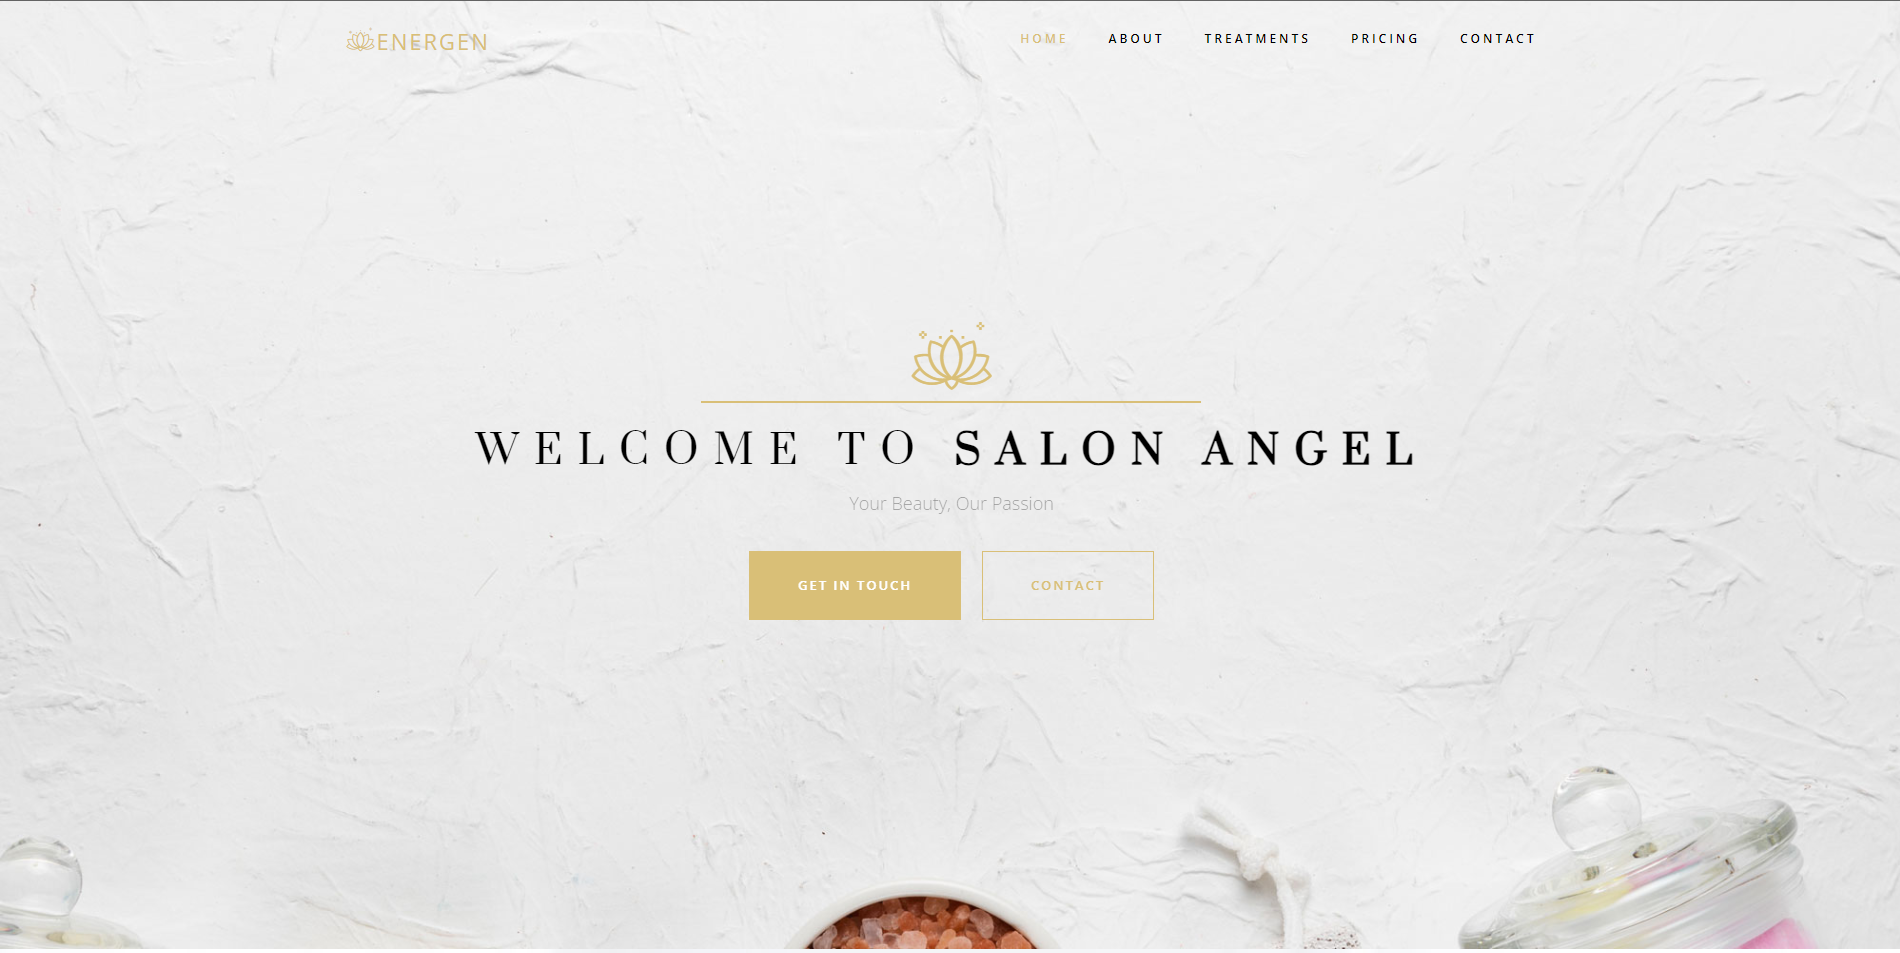 ENERGEN
HOME ABOUT TREATMENTS PRICING CONTACT
WELCOME TO SALON ANGEL
Your Beauty, Our Passion
GET IN TOUCH CONTACT